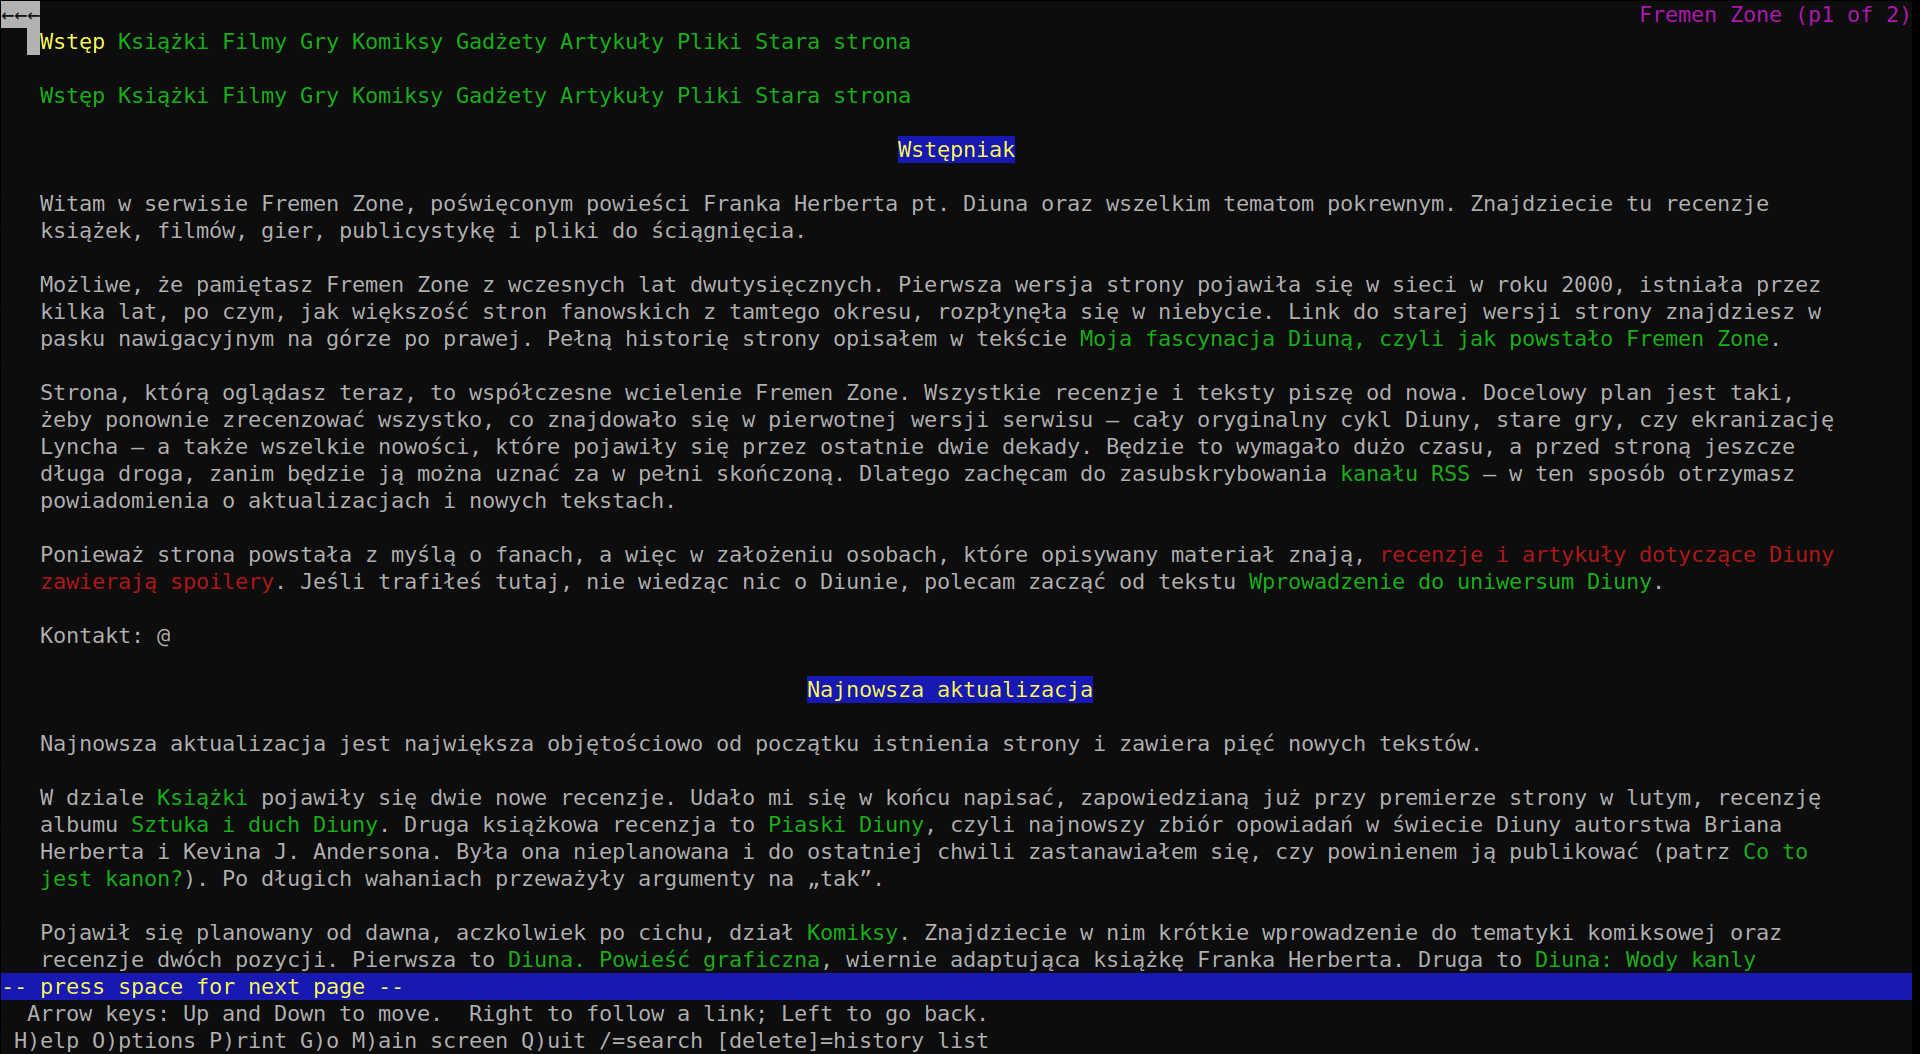 ←←← Fremen Zone (p1 of 2)
Wstęp Książki Filmy Gry Komiksy Gadżety Artykuły Pliki Stara strona
Wstęp Książki Filmy Gry Komiksy Gadżety Artykuły Pliki Stara strona
Wstępniak
Witam w serwisie Fremen Zone, poświęconym powieści Franka Herberta pt. Diuna oraz wszelkim tematom pokrewnym. Znajdziecie tu recenzje
książek, filmów, gier, publicystykę i pliki do ściągnięcia.
Możliwe, że pamiętasz Fremen Zone z wczesnych lat dwutysięcznych. Pierwsza wersja strony pojawiła się w sieci w roku 2000, istniała przez
kilka lat, po czym, jak większość stron fanowskich z tamtego okresu, rozpłynęła się w niebycie. Link do starej wersji strony znajdziesz w
pasku nawigacyjnym na górze po prawej. Pełną historię strony opisałem w tekście Moja fascynacja Diuną, czyli jak powstało Fremen Zone.
Strona, którą oglądasz teraz, to współczesne wcielenie Fremen Zone. Wszystkie recenzje i teksty piszę od nowa. Docelowy plan jest taki,
żeby ponownie zrecenzować wszystko, co znajdowało się w pierwotnej wersji serwisu — cały oryginalny cykl Diuny, stare gry, czy ekranizację
Lyncha — a także wszelkie nowości, które pojawiły się przez ostatnie dwie dekady. Będzie to wymagało dużo czasu, a przed stroną jeszcze
długa droga, zanim będzie ją można uznać za w pełni skończoną. Dlatego zachęcam do zasubskrybowania kanału RSS — w ten sposób otrzymasz
powiadomienia o aktualizacjach i nowych tekstach.
Ponieważ strona powstała z myślą o fanach, a więc w założeniu osobach, które opisywany materiał znają, recenzje i artykuły dotyczące Diuny
zawierają spoilery. Jeśli trafiłeś tutaj, nie wiedząc nic o Diunie, polecam zacząć od tekstu Wprowadzenie do uniwersum Diuny.
Kontakt: @
Najnowsza aktualizacja
Najnowsza aktualizacja jest największa objętościowo od początku istnienia strony i zawiera pięć nowych tekstów.
W dziale Książki pojawiły się dwie nowe recenzje. Udało mi się w końcu napisać, zapowiedzianą już przy premierze strony w lutym, recenzję
albumu Sztuka i duch Diuny. Druga książkowa recenzja to Piaski Diuny, czyli najnowszy zbiór opowiadań w świecie Diuny autorstwa Briana
Herberta i Kevina J. Andersona. Była ona nieplanowana i do ostatniej chwili zastanawiałem się, czy powinienem ją publikować (patrz Co to
jest kanon?). Po długich wahaniach przeważyły argumenty na „tak”.
Pojawił się planowany od dawna, aczkolwiek po cichu, dział Komiksy. Znajdziecie w nim krótkie wprowadzenie do tematyki komiksowej oraz
recenzje dwóch pozycji. Pierwsza to Diuna. Powieść graficzna, wiernie adaptująca książkę Franka Herberta. Druga to Diuna: Wody kanly
-- press space for next page --
Arrow keys: Up and Down to move.  Right to follow a link; Left to go back.
H)elp O)ptions P)rint G)o M)ain screen Q)uit /=search [delete]=history list